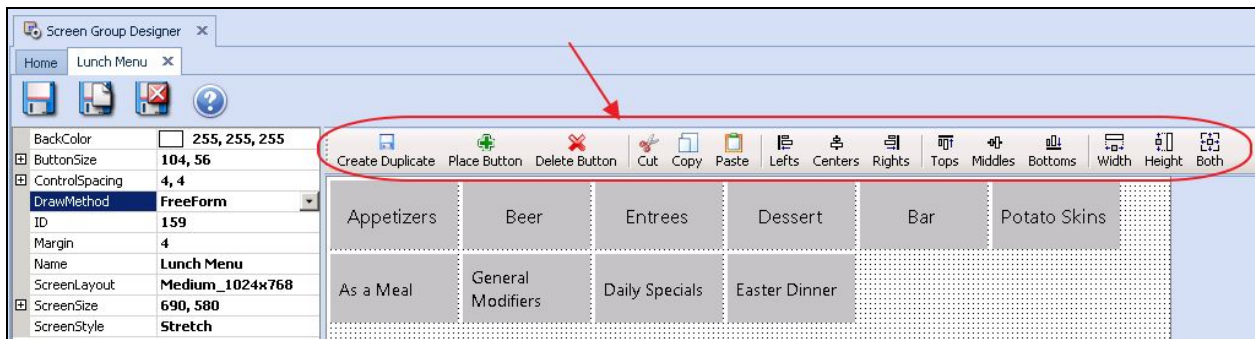 Screen Group Designer
Home Lunch Menu
BackColor 255, 255, 255
ButtonSize 104, 56
ControlSpacing 4, 4
DrawMethod FreeForm
ID 159
Margin 4
Name Lunch Menu
ScreenLayout Medium_1024x768
ScreenSize 690, 580
ScreenStyle Stretch
Create Duplicate Place Button Delete Button Cut Copy Paste Lefts Centers Rights Tops Middles Bottoms Width Height Both
Appetizers Beer Entrees Dessert Bar Potato Skins
As a Meal General Modifiers Daily Specials Easter Dinner